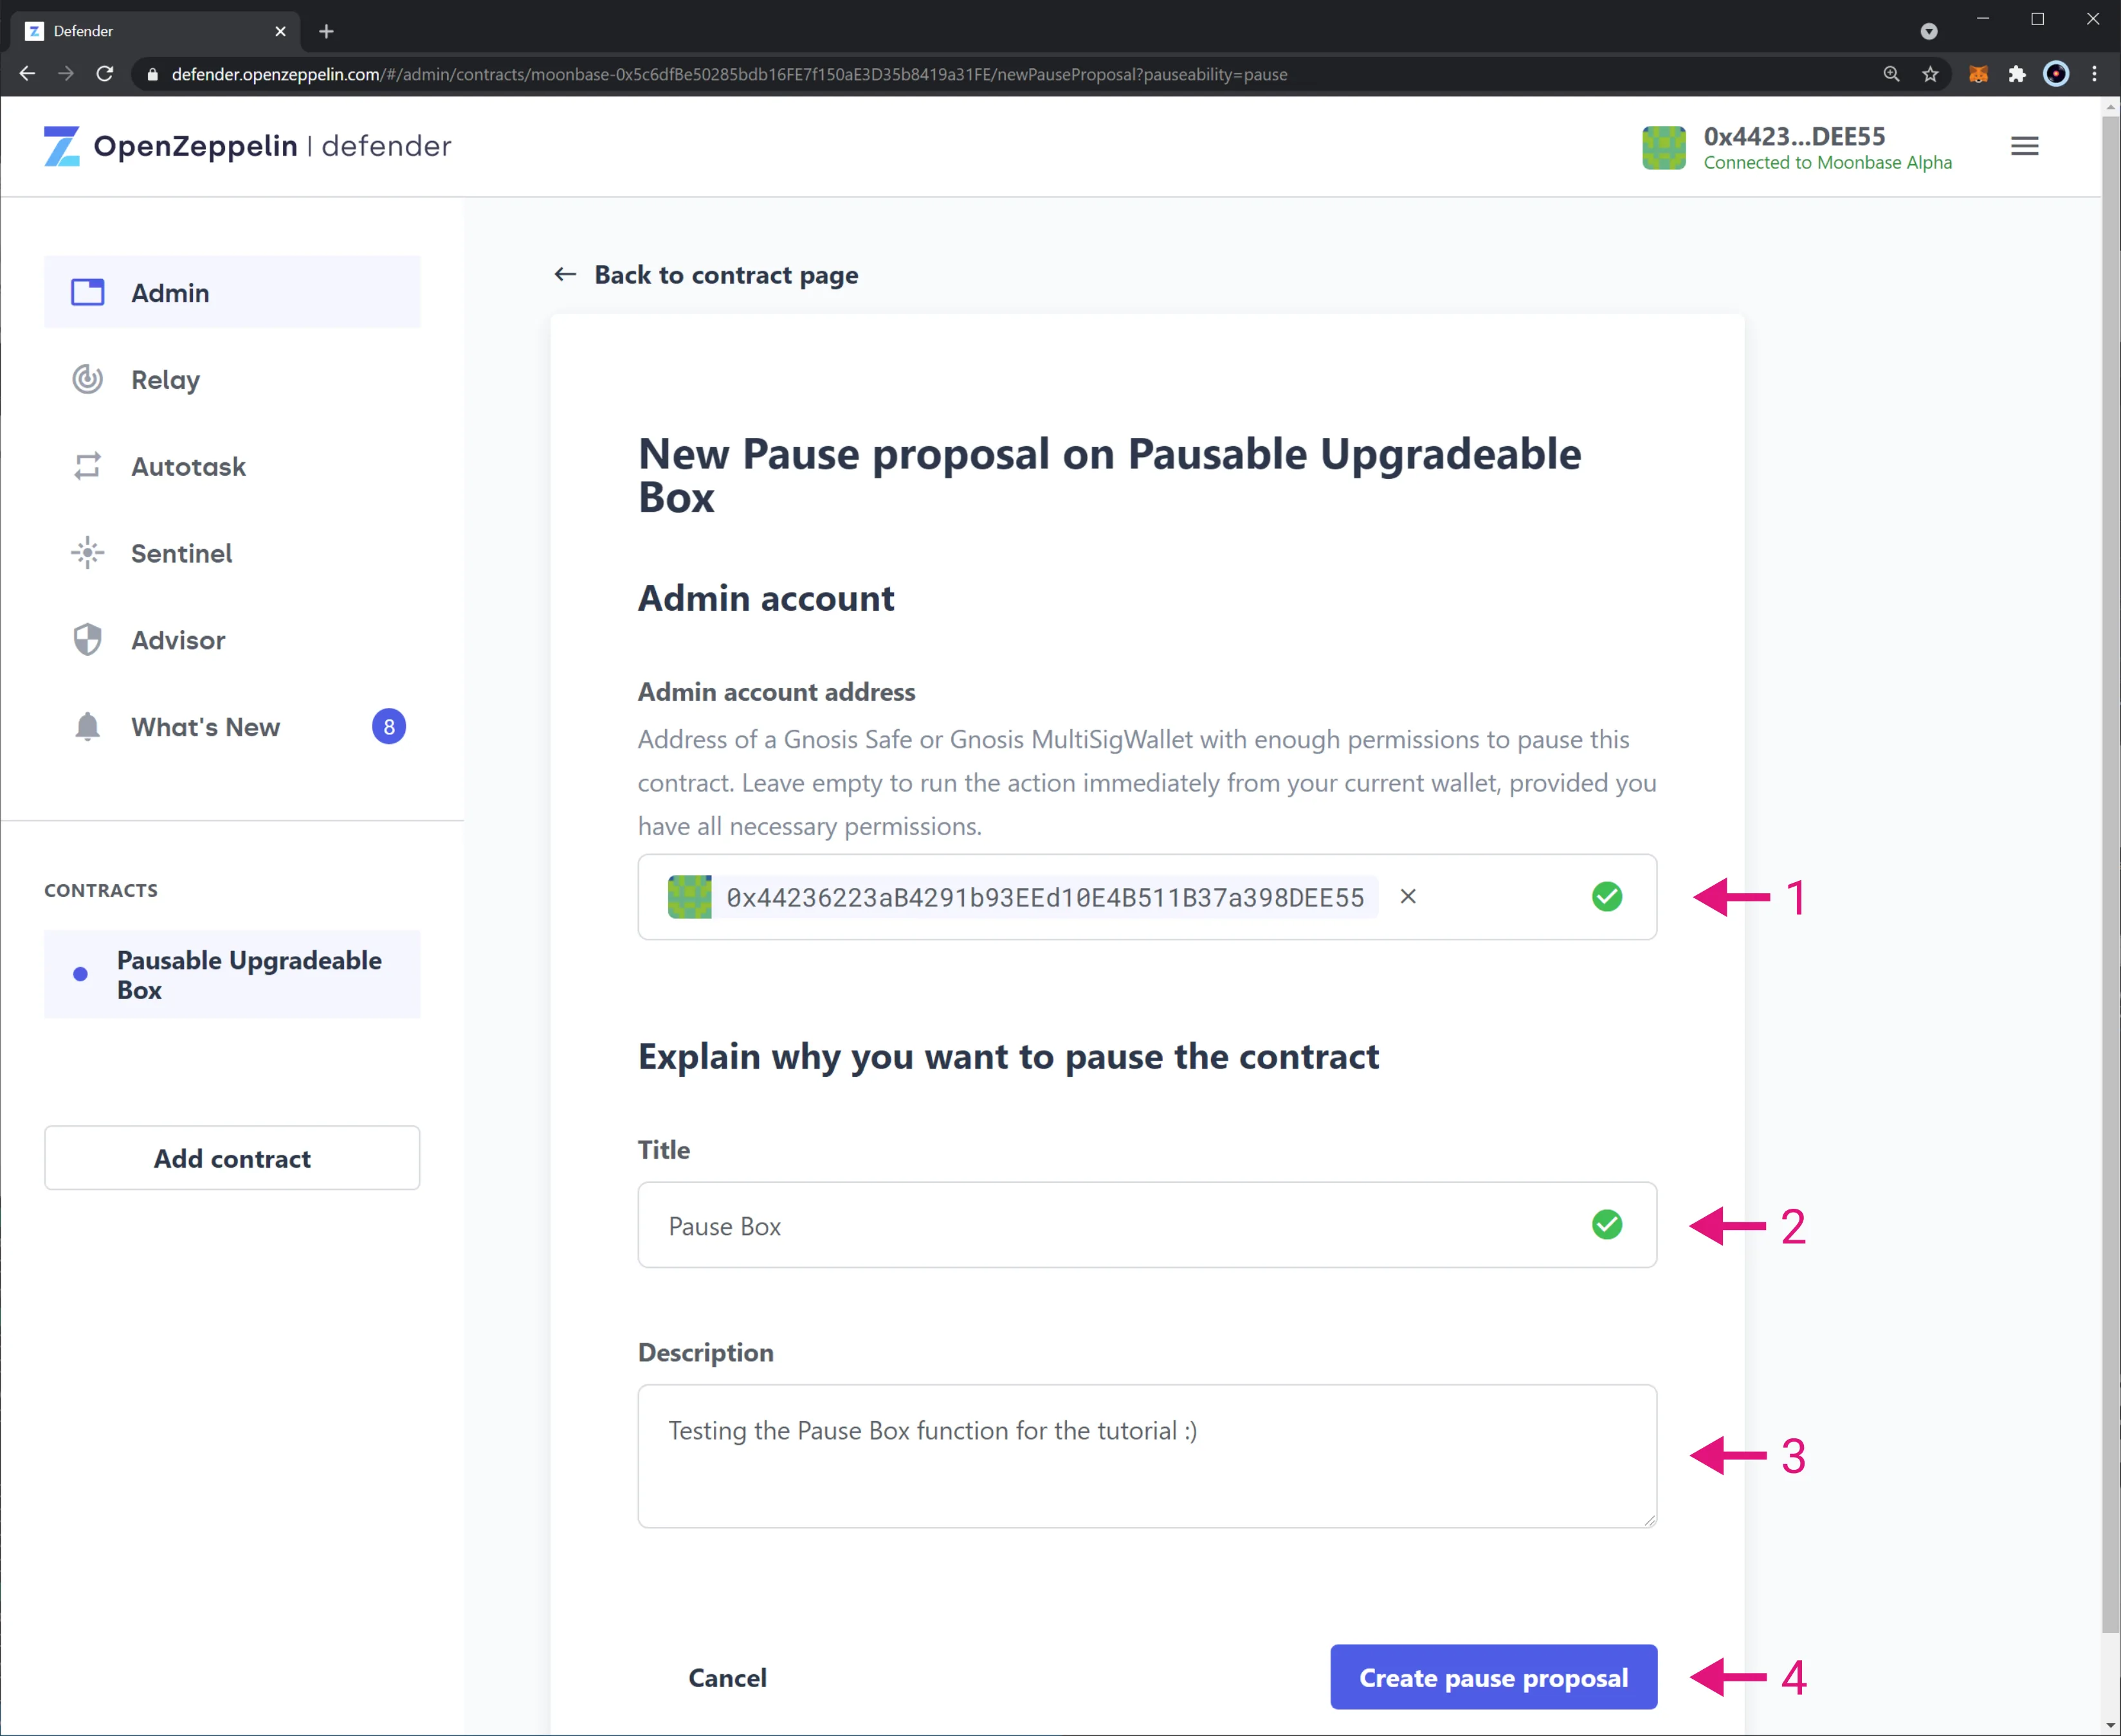 Defender
defender.openzeppelin.com/#/admin/contracts/moonbase-0x5c6dfBe50285bdb16FE7f150aE3D35b8419a31FE/newPauseProposal?pauseability=pause
OpenZeppelin | defender
0x4423...DEE55
Connected to Moonbase Alpha
Admin
Relay
Autotask
Sentinel
Advisor
What's New
8
CONTRACTS
Pausable Upgradeable
Box
Add contract
Back to contract page
New Pause proposal on Pausable Upgradeable
Box
Admin account
Admin account address
Address of a Gnosis Safe or Gnosis MultiSigWallet with enough permissions to pause this
contract. Leave empty to run the action immediately from your current wallet, provided you
have all necessary permissions.
0x44236223aB4291b93EEd10E4B511B37a398DEE55
1
Explain why you want to pause the contract
Title
Pause Box
2
Description
Testing the Pause Box function for the tutorial :)
3
Cancel
Create pause proposal
4